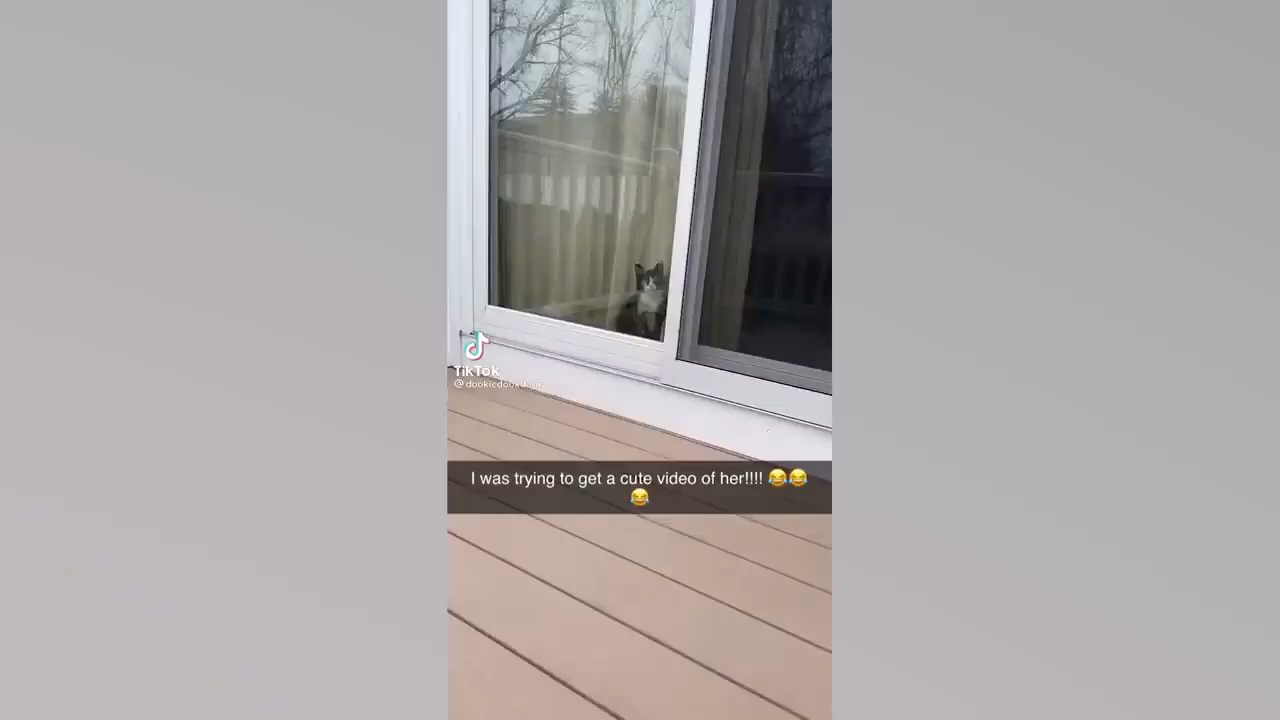 TikTok
I was trying to get a cute video of her!!!! 😂😂
😂